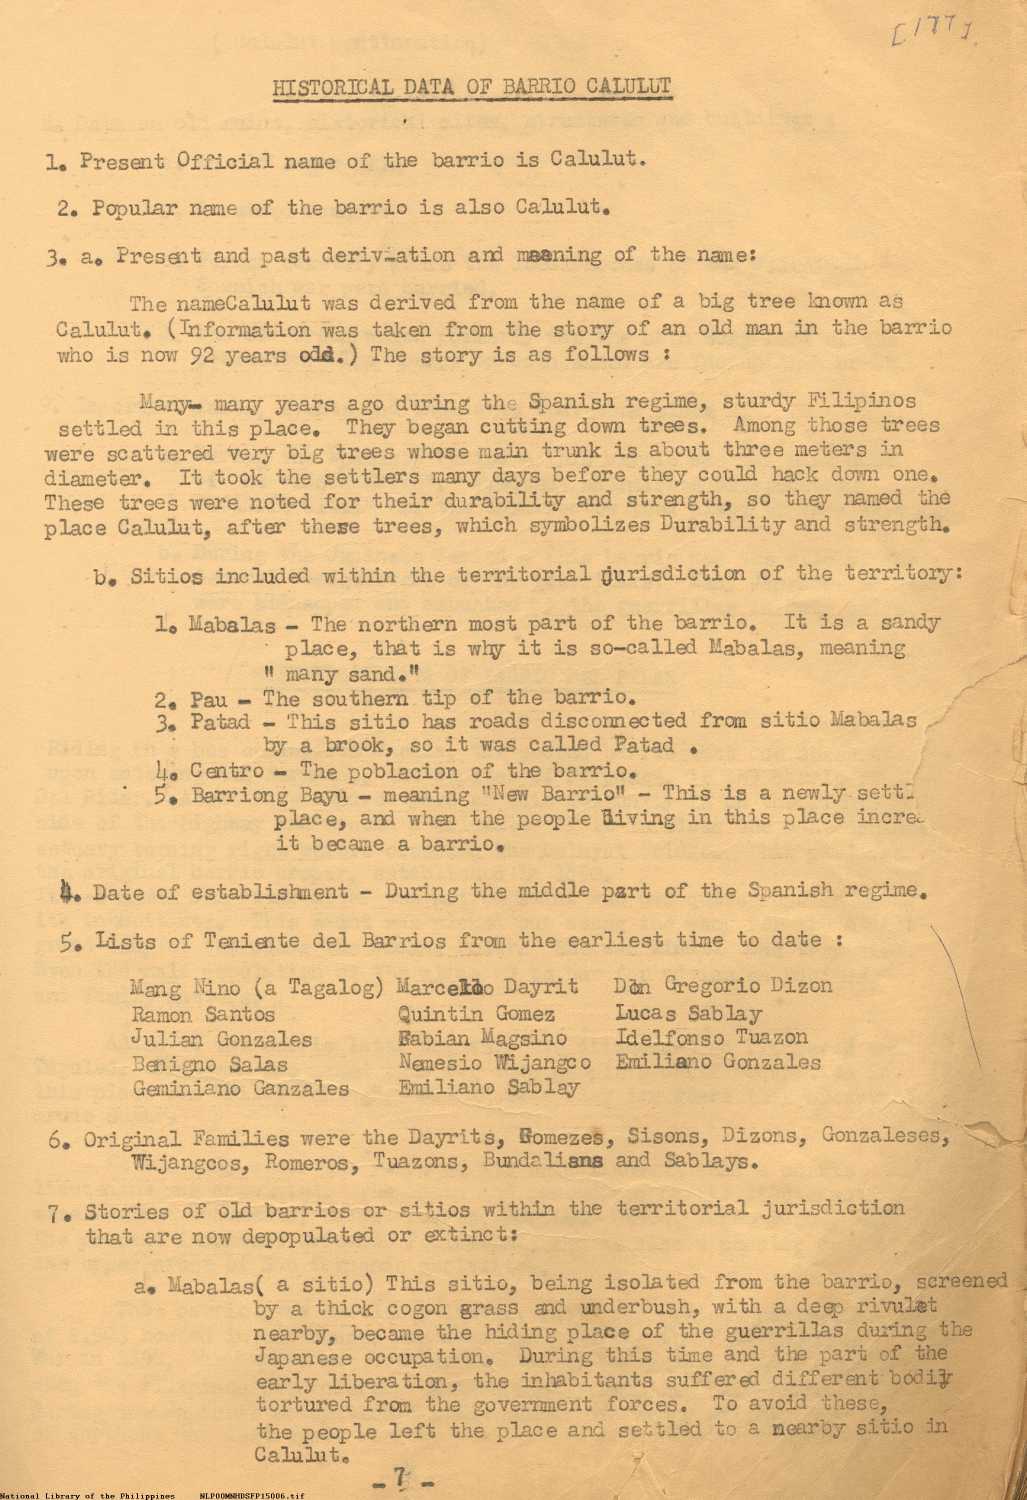 [177].
HISTORICAL DATA OF BARRIO CALULUT
1. Present Official name of the barrio is Calulut.
2. Popular name of the barrio is also Calulut.
3. a. Present and past derivation and meaning of the name:
The nameCalulut was derived from the name of a big tree known as
Calulut. (Information was taken from the story of an old man in the barrio
who is now 92 years odd.) The story is as follows :
Many- many years ago during the Spanish regime, sturdy Filipinos
settled in this place. They began cutting down trees. Among those trees
were scattered very big trees whose main trunk is about three meters in
diameter. It took the settlers many days before they could hack down one.
These trees were noted for their durability and strength, so they named the
place Calulut, after these trees, which symbolizes Durability and strength.
b. Sitios included within the territorial jurisdiction of the territory:
1. Mabalas - The northern most part of the barrio. It is a sandy
place, that is why it is so-called Mabalas, meaning
" many sand."
2. Pau - The southern tip of the barrio.
3. Patad - This sitio has roads disconnected from sitio Mabalas
by a brook, so it was called Patad .
4. Centro - The poblacion of the barrio.
5. Barriong Bayu - meaning "New Barrio" - This is a newly settl
place, and when the people living in this place increa
it became a barrio.
4. Date of establishment - During the middle part of the Spanish regime.
5. Lists of Teniente del Barrios from the earliest time to date :
Mang Nino (a Tagalog) Marcello Dayrit Don Gregorio Dizon
Ramon Santos Quintin Gomez Lucas Sablay
Julian Gonzales Fabian Magsino Idelfonso Tuazon
Benigno Salas Nemesio Wijangco Emiliano Gonzales
Geminiano Ganzales Emiliano Sablay
6. Original Families were the Dayrits, Gomezes, Sisons, Dizons, Gonzaleses,
Wijangcos, Romeros, Tuazons, Bundalians and Sablays.
7. Stories of old barrios or sitios within the territorial jurisdiction
that are now depopulated or extinct:
a. Mabalas( a sitio) This sitio, being isolated from the barrio, screened
by a thick cogon grass and underbush, with a deep rivulet
nearby, became the hiding place of the guerrillas during the
Japanese occupation. During this time and the part of the
early liberation, the inhabitants suffered different bodily
tortured from the government forces. To avoid these,
the people left the place and settled to a nearby sitio in
Calulut.
- 7 -
National Library of the Philippines NLPOOMNHDSFP15006.tif